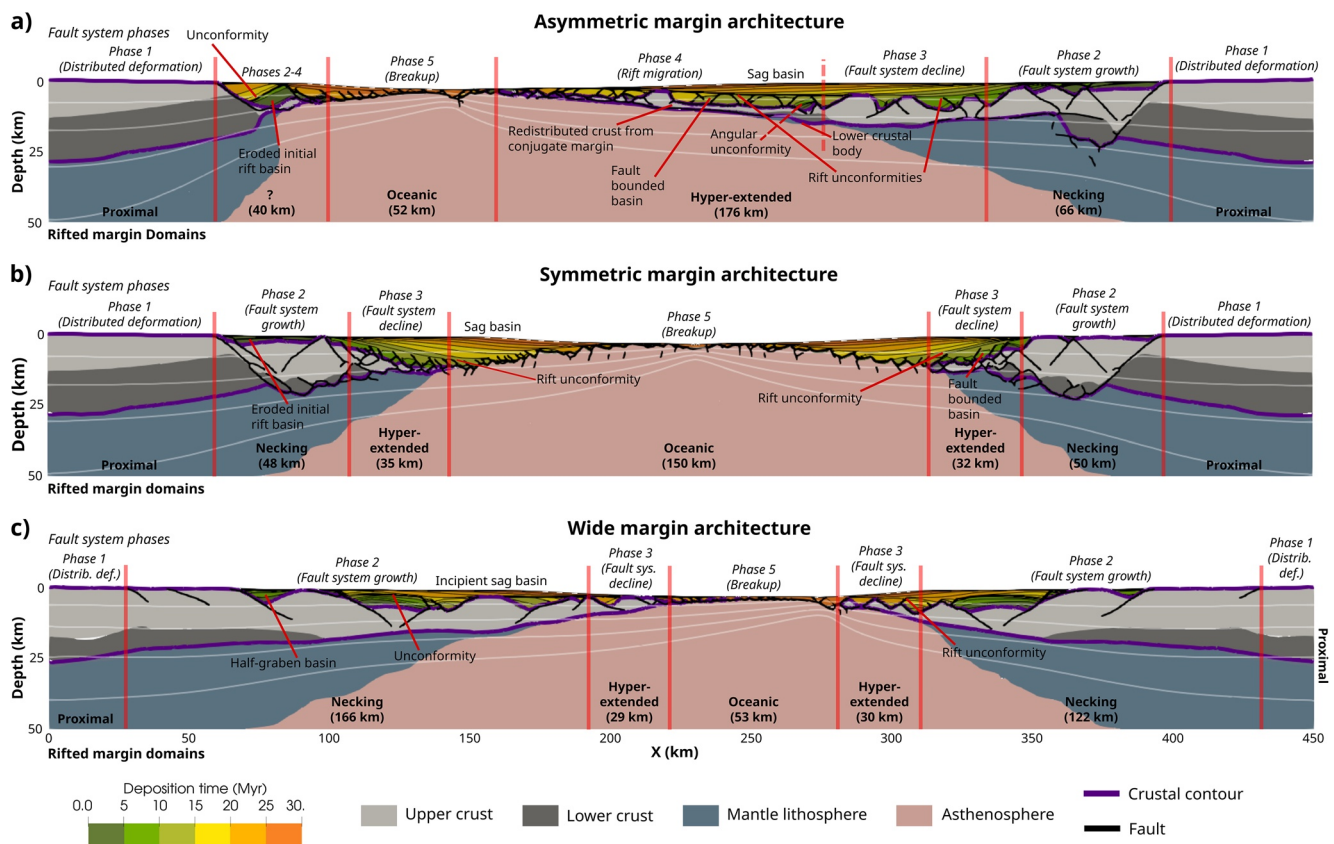 a)
Asymmetric margin architecture
Fault system phases
Unconformity
Phase 1
(Distributed deformation)
Phases 2-4
Phase 5
(Breakup)
Phase 4
(Rift migration)
Sag basin
Phase 3
(Fault system decline)
Phase 2
(Fault system growth)
Phase 1
(Distributed deformation)
Depth (km)
0
25
50
Eroded initial
rift basin
Redistributed crust from
conjugate margin
Fault
bounded
basin
Angular
unconformity
Lower crustal
body
Rift unconformities
Proximal
?
(40 km)
Oceanic
(52 km)
Hyper-extended
(176 km)
Necking
(66 km)
Proximal
Rifted margin Domains
b)
Symmetric margin architecture
Fault system phases
Phase 1
(Distributed deformation)
Phase 2
(Fault system
growth)
Phase 3
(Fault system
decline)
Sag basin
Phase 5
(Breakup)
Phase 3
(Fault system
decline)
Phase 2
(Fault system
growth)
Phase 1
(Distributed deformation)
Depth (km)
0
25
50
Eroded initial
rift basin
Rift unconformity
Rift unconformity
Fault
bounded
basin
Proximal
Necking
(48 km)
Hyper-
extended
(35 km)
Oceanic
(150 km)
Hyper-
extended
(32 km)
Necking
(50 km)
Proximal
Rifted margin domains
c)
Wide margin architecture
Fault system phases
Phase 1
(Distrib. def.)
Phase 2
(Fault system growth)
Incipient sag basin
Phase 3
(Fault sys.
decline)
Phase 5
(Breakup)
Phase 3
(Fault sys.
decline)
Phase 2
(Fault system growth)
Phase 1
(Distrib.
def.)
Depth (km)
0
25
50
Half-graben basin
Unconformity
Rift unconformity
Proximal
Necking
(166 km)
Hyper-
extended
(29 km)
Oceanic
(53 km)
Hyper-
extended
(30 km)
Necking
(122 km)
Proximal
0 50 100 150 200 250 300 350 400 450
Rifted margin domains
X (km)
Deposition time (Myr)
0.0 5 10 15 20 25 30.
Upper crust
Lower crust
Mantle lithosphere
Asthenosphere
Crustal contour
Fault